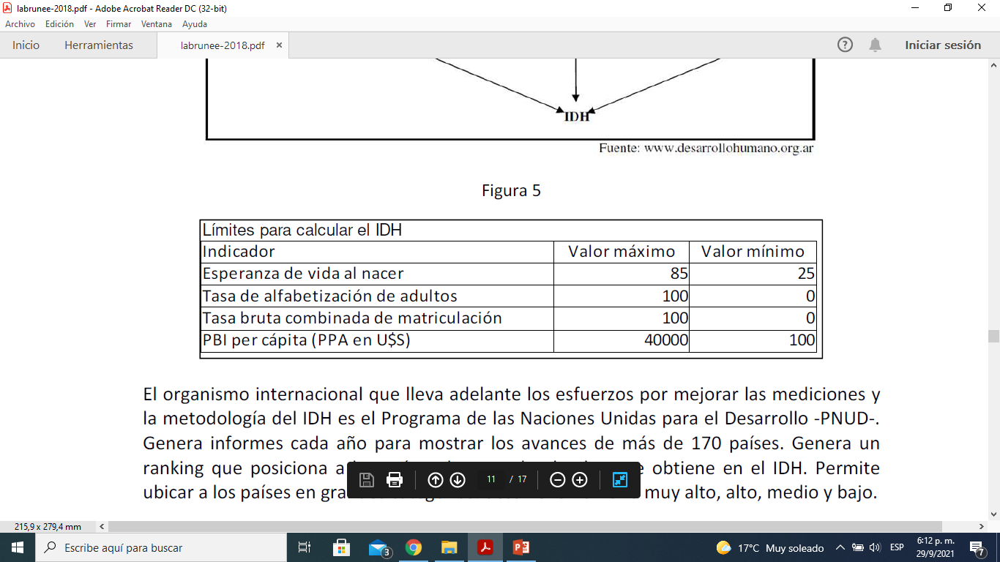 labrunee-2018.pdf - Adobe Acrobat Reader DC (32-bit)
Archivo Edición Ver Firmar Ventana Ayuda
Inicio Herramientas labrunee-2018.pdf × ? Iniciar sesión
IDH
Fuente: www.desarrollohumano.org.ar
Figura 5
Límites para calcular el IDH
Indicador Valor máximo Valor mínimo
Esperanza de vida al nacer 85 25
Tasa de alfabetización de adultos 100 0
Tasa bruta combinada de matriculación 100 0
PBI per cápita (PPA en U$S) 40000 100
El organismo internacional que lleva adelante los esfuerzos por mejorar las mediciones y
la metodología del IDH es el Programa de las Naciones Unidas para el Desarrollo -PNUD-.
Genera informes cada año para mostrar los avances de más de 170 países. Genera un
ranking que posiciona a obtiene en el IDH. Permite
11 / 17
ubicar a los países en muy alto, alto, medio y bajo.
215,9 x 279,4 mm
Escribe aquí para buscar 3 17°C Muy soleado ESP 6:12 p. m.
29/9/2021 7